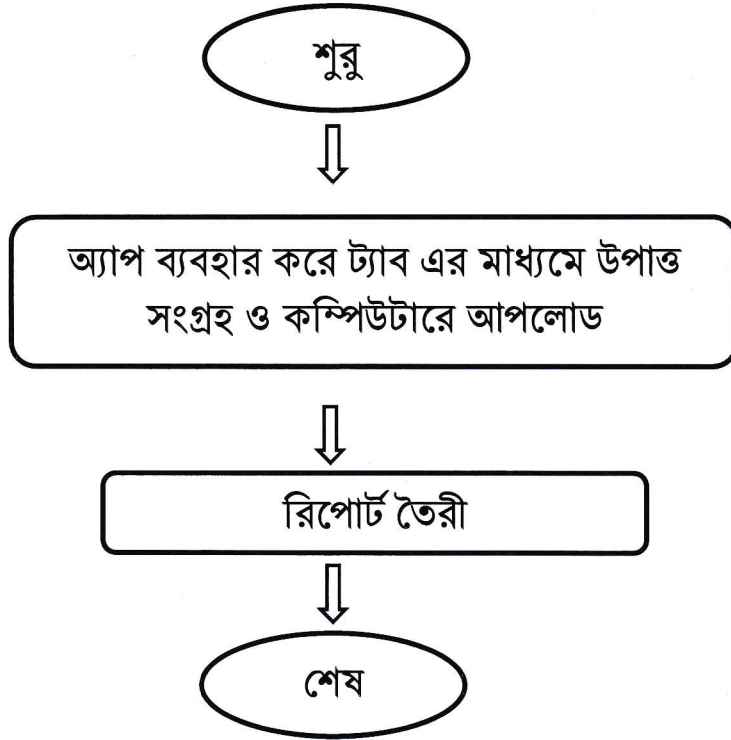 শুরু
অ্যাপ ব্যবহার করে ট্যাব এর মাধ্যমে উপাত্ত
সংগ্রহ ও কম্পিউটারে আপলোড
রিপোর্ট তৈরী
শেষ